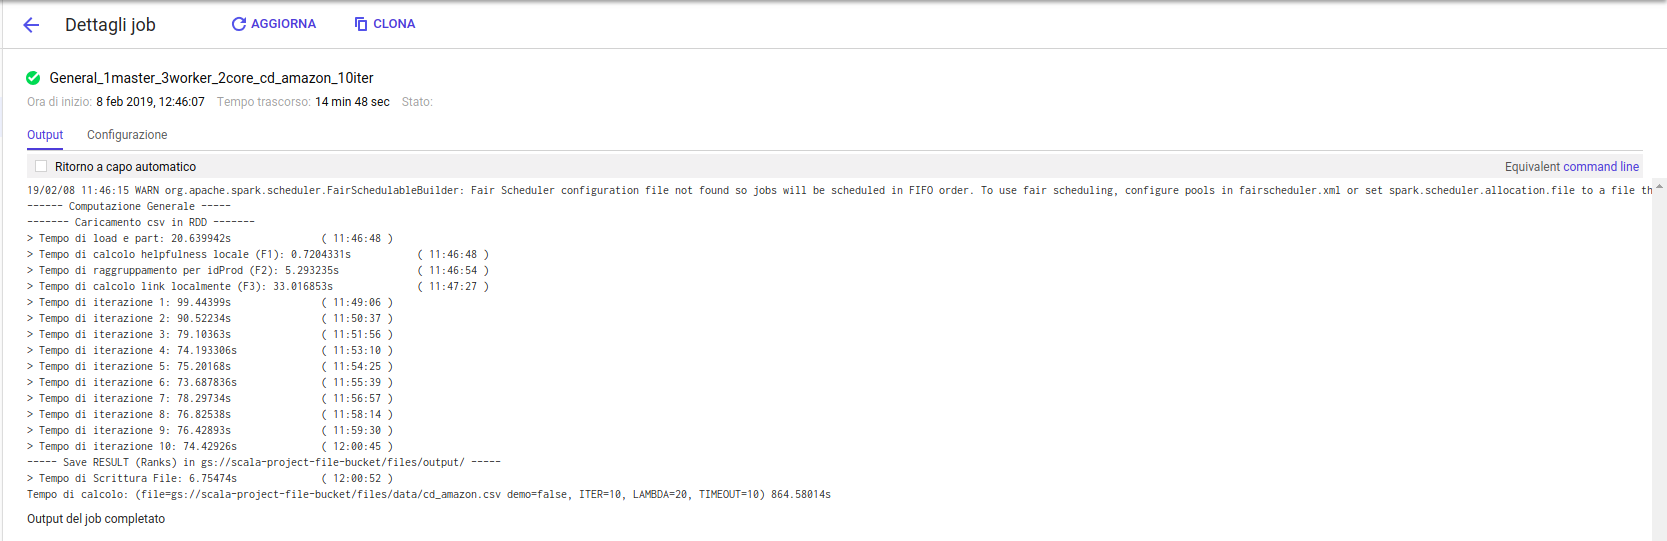 Dettagli job AGGIORNA CLONA
General_1master_3worker_2core_cd_amazon_10iter
Ora di inizio: 8 feb 2019, 12:46:07 Tempo trascorso: 14 min 48 sec Stato:
Output Configurazione
Ritorno a capo automatico Equivalent command line
19/02/08 11:46:15 WARN org.apache.spark.scheduler.FairSchedulableBuilder: Fair Scheduler configuration file not found so jobs will be scheduled in FIFO order. To use fair scheduling, configure pools in fairscheduler.xml or set spark.scheduler.allocation.file to a file th
------ Computazione Generale -----
------- Caricamento csv in RDD -------
> Tempo di load e part: 20.639942s ( 11:46:48 )
> Tempo di calcolo helpfulness locale (F1): 0.7204331s ( 11:46:48 )
> Tempo di raggruppamento per idProd (F2): 5.293235s ( 11:46:54 )
> Tempo di calcolo link localmente (F3): 33.016853s ( 11:47:27 )
> Tempo di iterazione 1: 99.44399s ( 11:49:06 )
> Tempo di iterazione 2: 90.52234s ( 11:50:37 )
> Tempo di iterazione 3: 79.10363s ( 11:51:56 )
> Tempo di iterazione 4: 74.193306s ( 11:53:10 )
> Tempo di iterazione 5: 75.20168s ( 11:54:25 )
> Tempo di iterazione 6: 73.687836s ( 11:55:39 )
> Tempo di iterazione 7: 78.29734s ( 11:56:57 )
> Tempo di iterazione 8: 76.82538s ( 11:58:14 )
> Tempo di iterazione 9: 76.42893s ( 11:59:30 )
> Tempo di iterazione 10: 74.42926s ( 12:00:45 )
----- Save RESULT (Ranks) in gs://scala-project-file-bucket/files/output/ -----
> Tempo di Scrittura File: 6.75474s ( 12:00:52 )
Tempo di calcolo: (file=gs://scala-project-file-bucket/files/data/cd_amazon.csv demo=false, ITER=10, LAMBDA=20, TIMEOUT=10) 864.58014s
Output del job completato